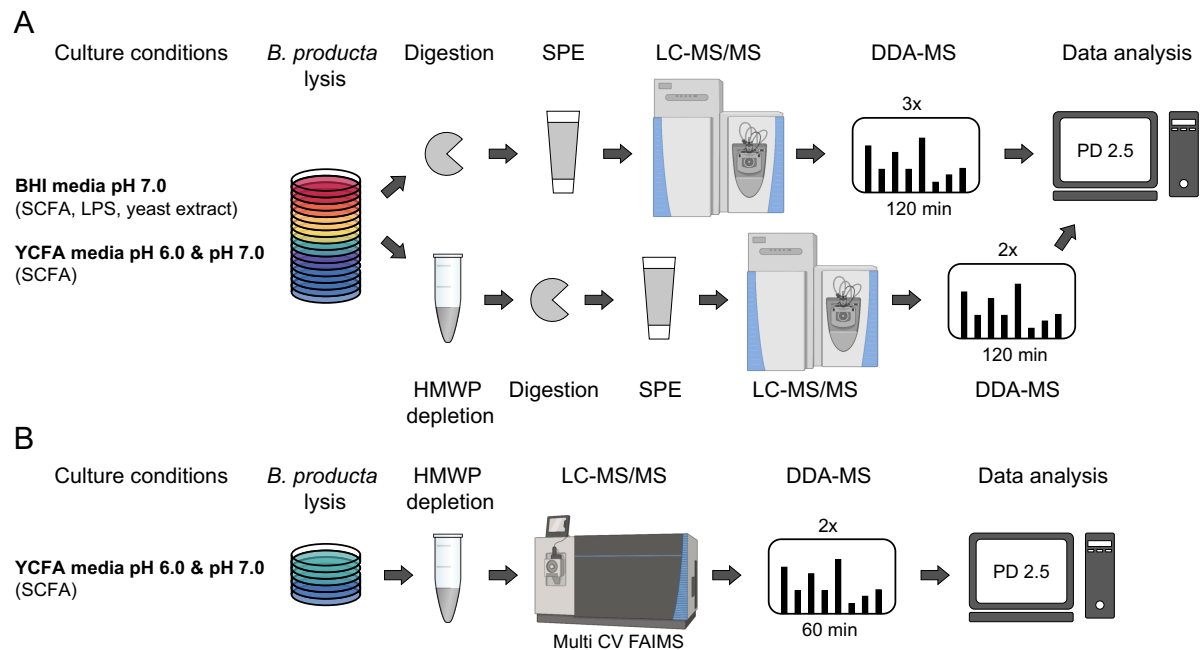 A
Culture conditions
B. producta
lysis
Digestion
SPE
LC-MS/MS
DDA-MS
Data analysis
3x
PD 2.5
120 min
BHI media pH 7.0
(SCFA, LPS, yeast extract)
YCFA media pH 6.0 & pH 7.0
(SCFA)
2x
120 min
HMWP
depletion
Digestion
SPE
LC-MS/MS
DDA-MS
B
Culture conditions
B. producta
lysis
HMWP
depletion
LC-MS/MS
DDA-MS
Data analysis
2x
YCFA media pH 6.0 & pH 7.0
(SCFA)
PD 2.5
60 min
Multi CV FAIMS